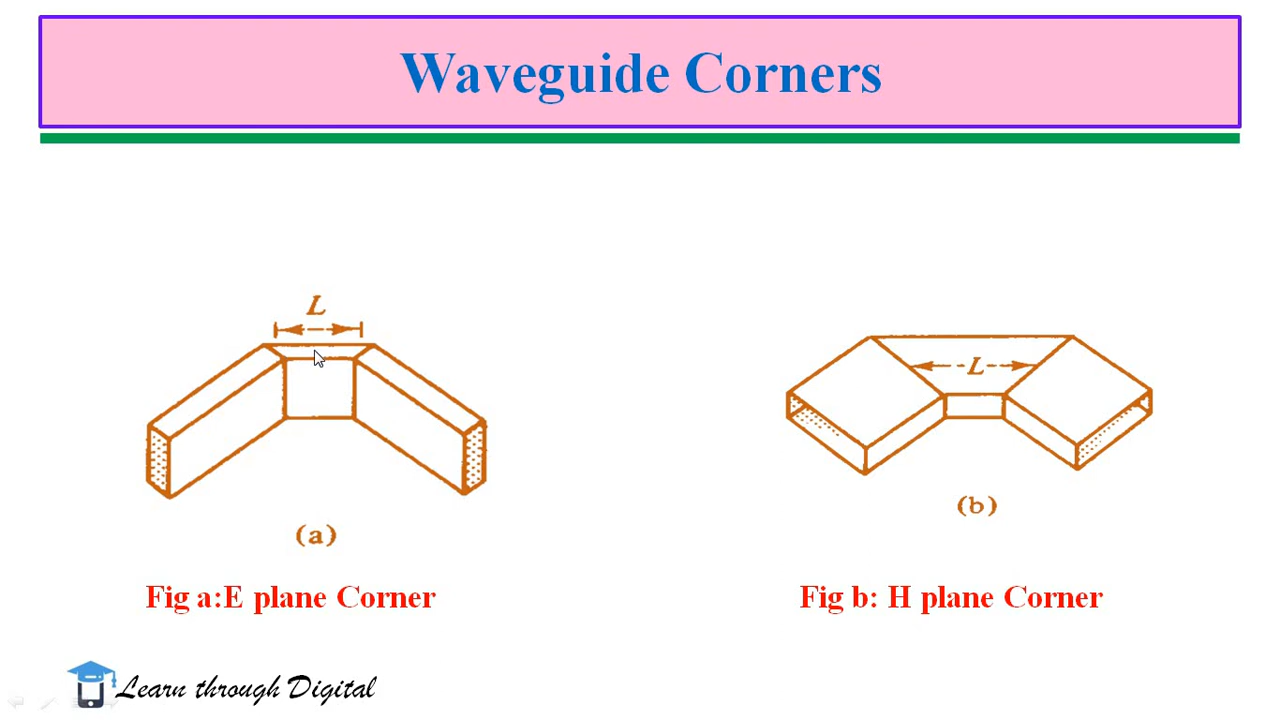 Waveguide Corners
L
L
(a)
(b)
Fig a:E plane Corner
Fig b: H plane Corner
Learn through Digital